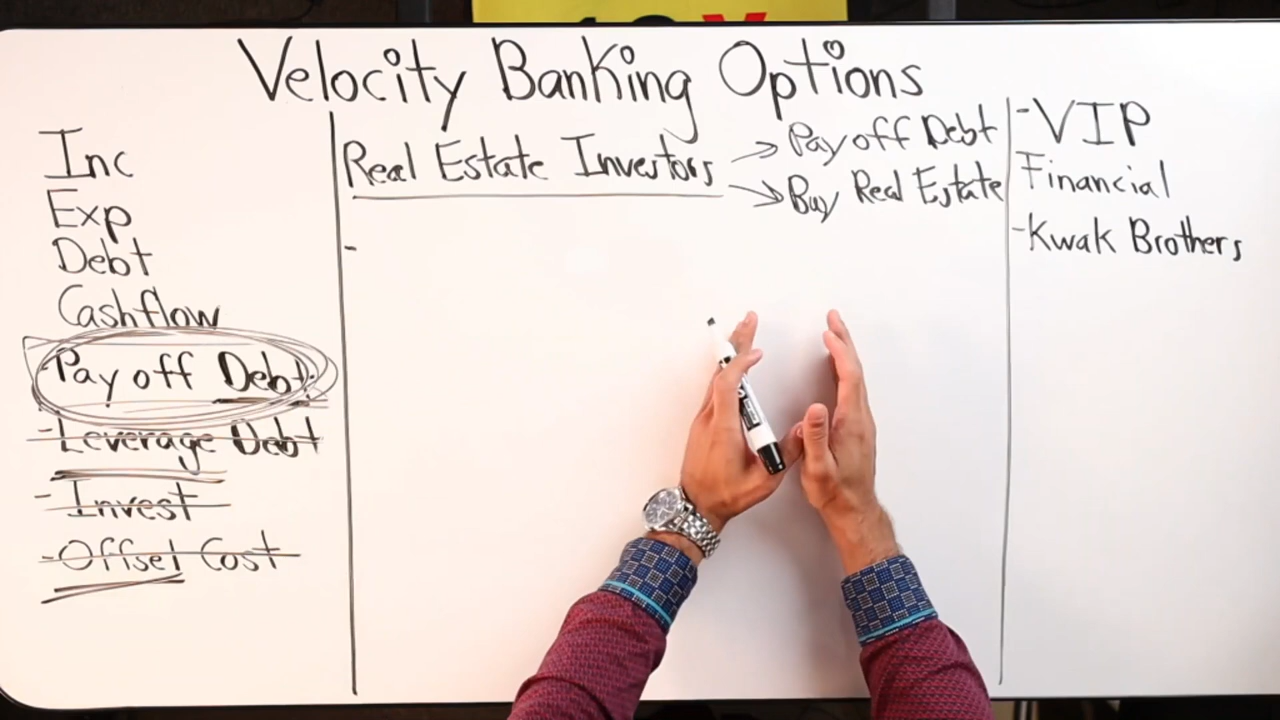 Velocity Banking Options
Inc
Exp
Debt
Cashflow
- Pay off Debt
- Leverage Debt
- Invest
- Offset Cost
Real Estate Investors
→ Pay off Debt
→ Buy Real Estate
-
- VIP
Financial
- Kwak Brothers